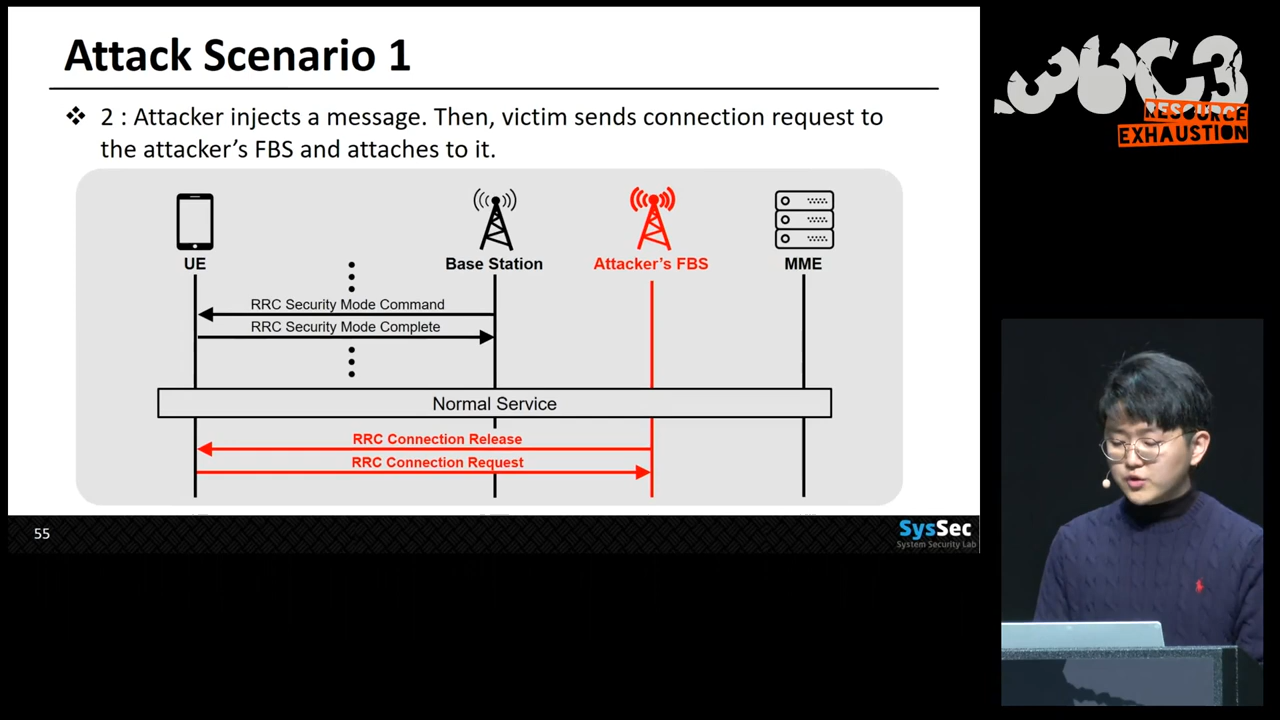 Attack Scenario 1
❖ 2 : Attacker injects a message. Then, victim sends connection request to
the attacker's FBS and attaches to it.
UE
Base Station
Attacker's FBS
MME
RRC Security Mode Command
RRC Security Mode Complete
Normal Service
RRC Connection Release
RRC Connection Request
55
SysSec
System Security Lab
36C3
RESOURCE
EXHAUSTION